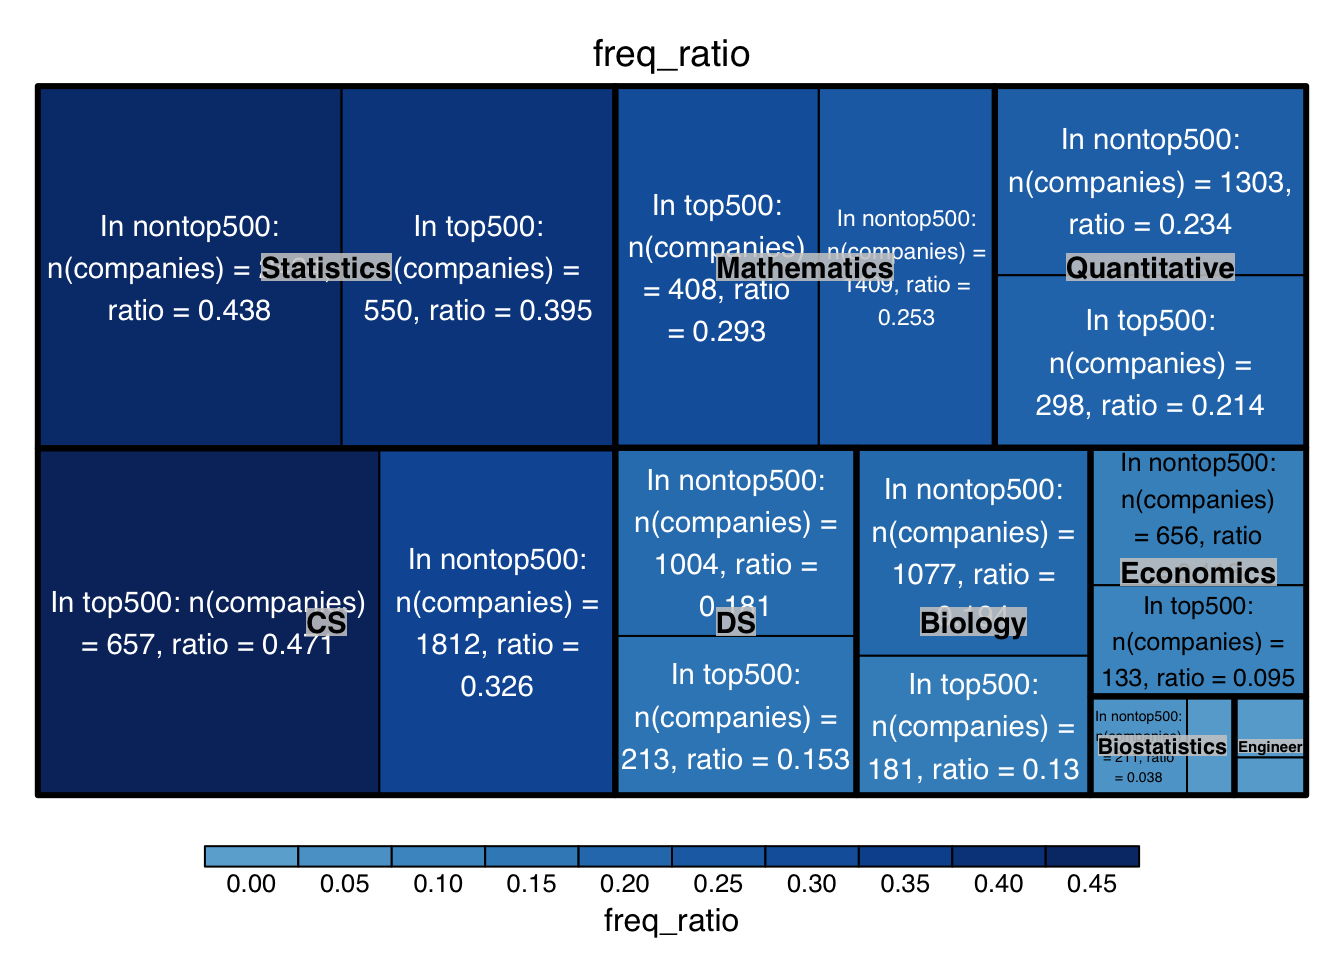 freq_ratio
In nontop500:
n(companies) =
ratio = 0.438
Statistics
In top500:
(companies) =
550, ratio = 0.395
In top500:
n(companies)
= 408, ratio
= 0.293
Mathematics
In nontop500:
n(companies) =
1409, ratio =
0.253
In nontop500:
n(companies) = 1303,
ratio = 0.234
Quantitative
In top500:
n(companies) =
298, ratio = 0.214
In top500: n(companies)
= 657, ratio = 0.471
CS
In nontop500:
n(companies) =
1812, ratio =
0.326
In nontop500:
n(companies) =
1004, ratio =
0.181
DS
In top500:
n(companies) =
213, ratio = 0.153
In nontop500:
n(companies) =
1077, ratio =
Biology
In top500:
n(companies) =
181, ratio = 0.13
In nontop500:
n(companies)
= 656, ratio
Economics
In top500:
n(companies) =
133, ratio = 0.095
In nontop500:
Biostatistics
= 211, ratio
= 0.038
Engineer
0.00 0.05 0.10 0.15 0.20 0.25 0.30 0.35 0.40 0.45
freq_ratio